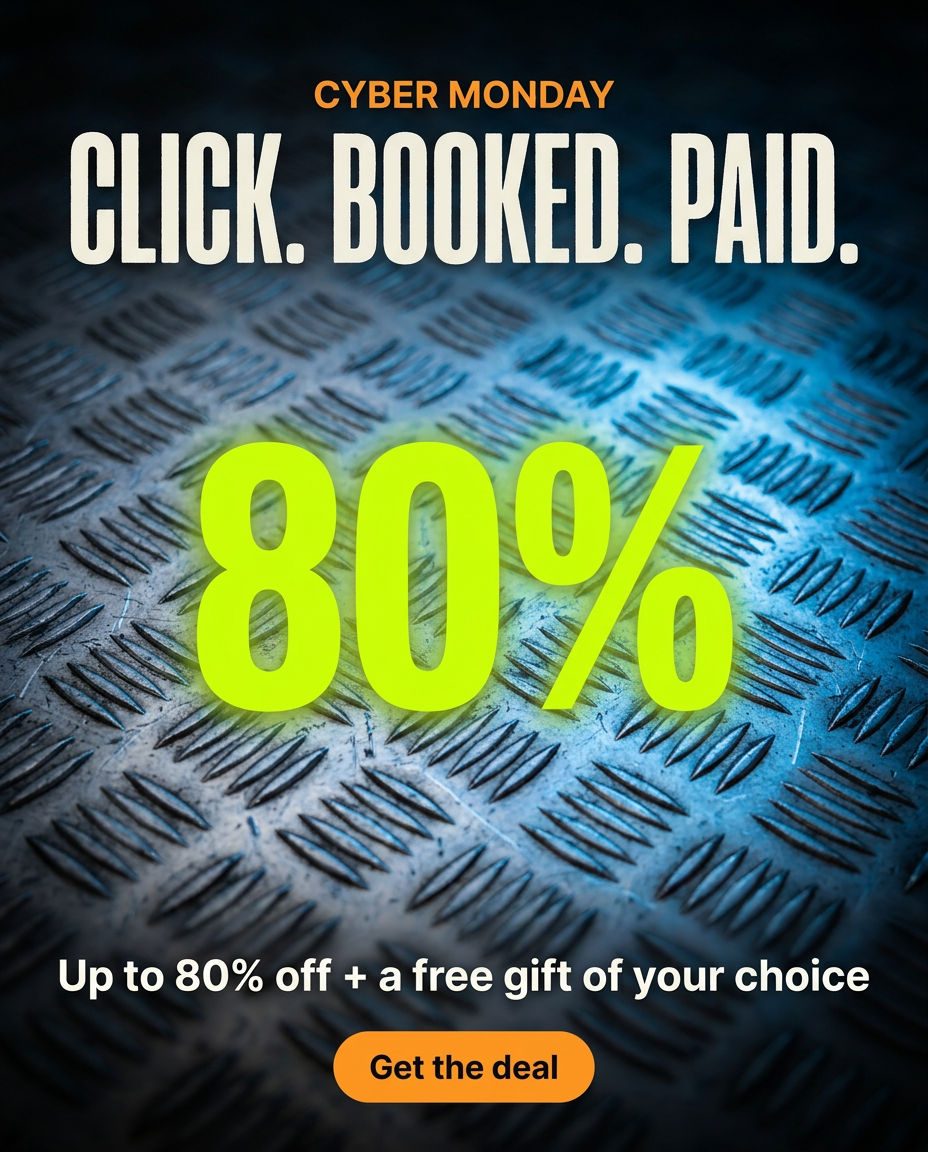 CYBER MONDAY
CLICK. BOOKED. PAID.
80%
Up to 80% off + a free gift of your choice
Get the deal